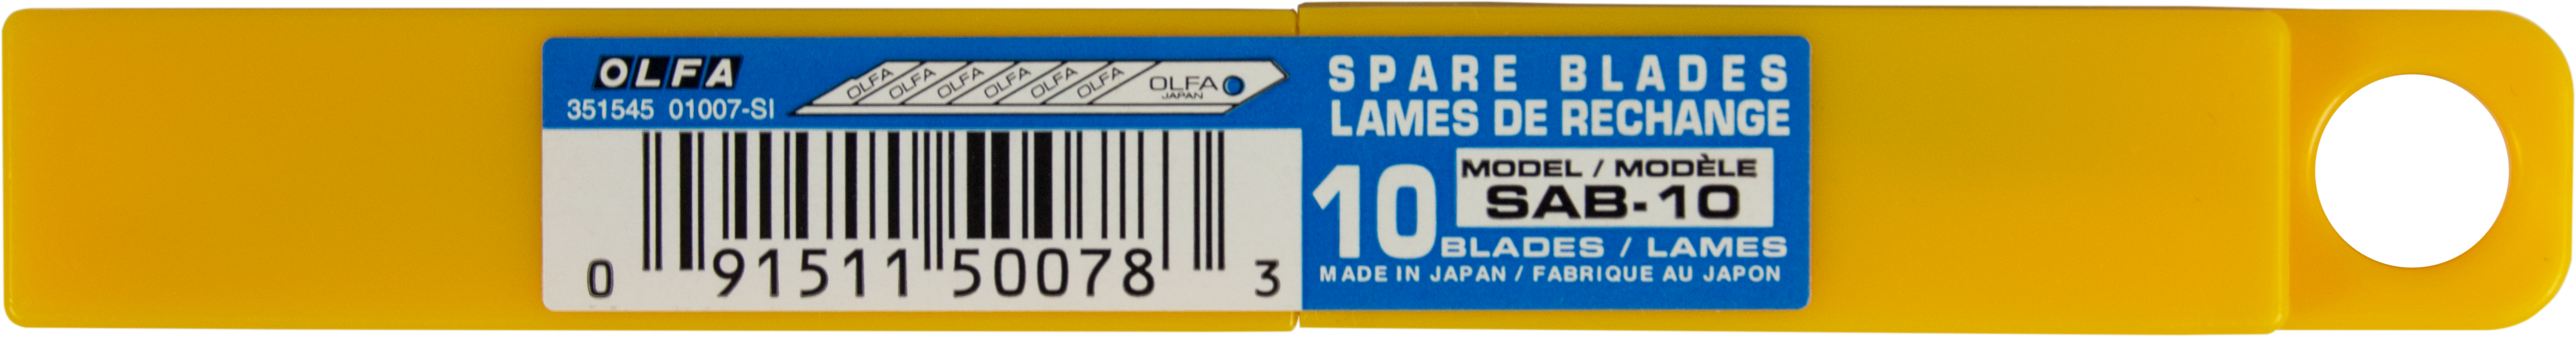 OLFA
351545 01007-SI
OLFA OLFA OLFA OLFA OLFA OLFA OLFA
JAPAN
0 91511 50078 3
SPARE BLADES
LAMES DE RECHANGE
10
MODEL / MODÈLE
SAB-10
BLADES / LAMES
MADE IN JAPAN / FABRIQUE AU JAPON